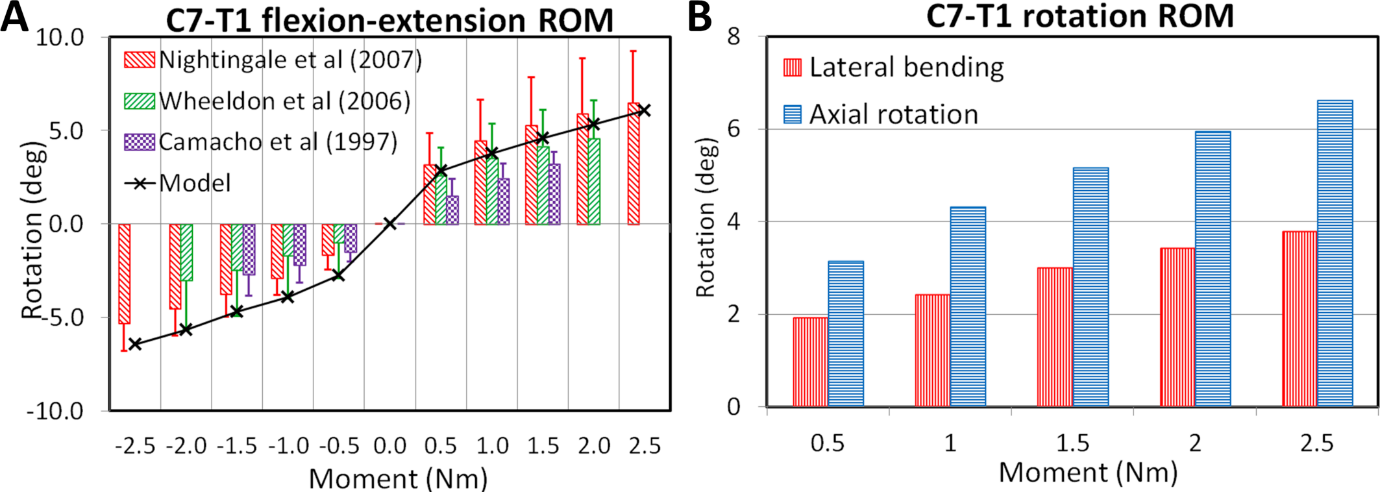 A
C7-T1 flexion-extension ROM
10.0
5.0
0.0
-5.0
-10.0
Rotation (deg)
Nightingale et al (2007)
Wheeldon et al (2006)
Camacho et al (1997)
Model
-2.5 -2.0 -1.5 -1.0 -0.5 0.0 0.5 1.0 1.5 2.0 2.5
Moment (Nm)
B
C7-T1 rotation ROM
8
6
4
2
0
Rotation (deg)
Lateral bending
Axial rotation
0.5 1 1.5 2 2.5
Moment (Nm)